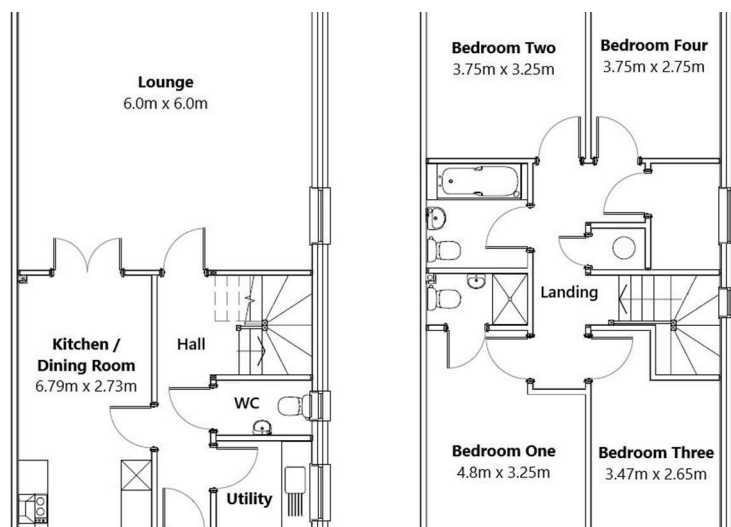 Lounge
6.0m x 6.0m
Kitchen /
Dining Room
6.79m x 2.73m
Hall
WC
Utility
Bedroom Two
3.75m x 3.25m
Bedroom Four
3.75m x 2.75m
Landing
Bedroom One
4.8m x 3.25m
Bedroom Three
3.47m x 2.65m